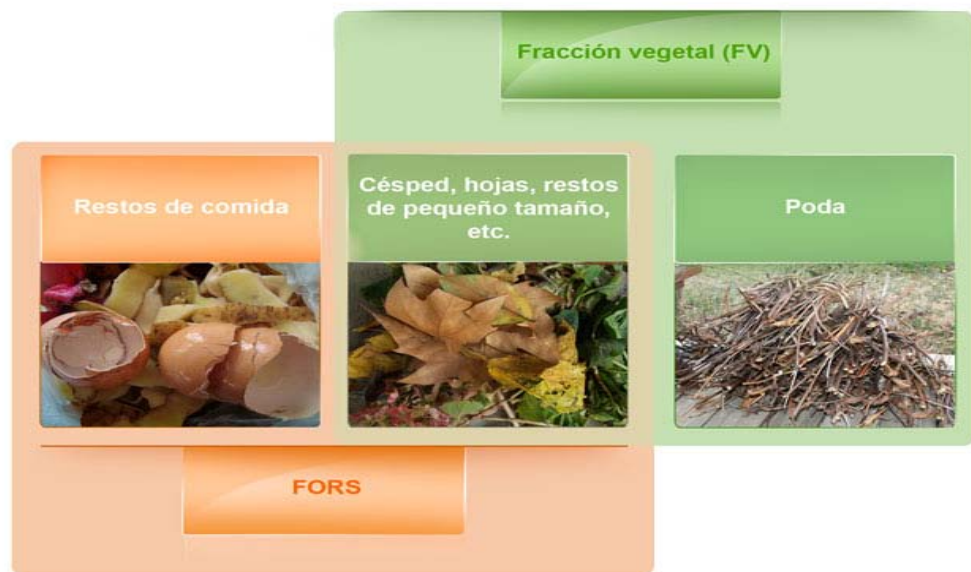 Fracción vegetal (FV)
Restos de comida
Césped, hojas, restos
de pequeño tamaño,
etc.
Poda
FORS